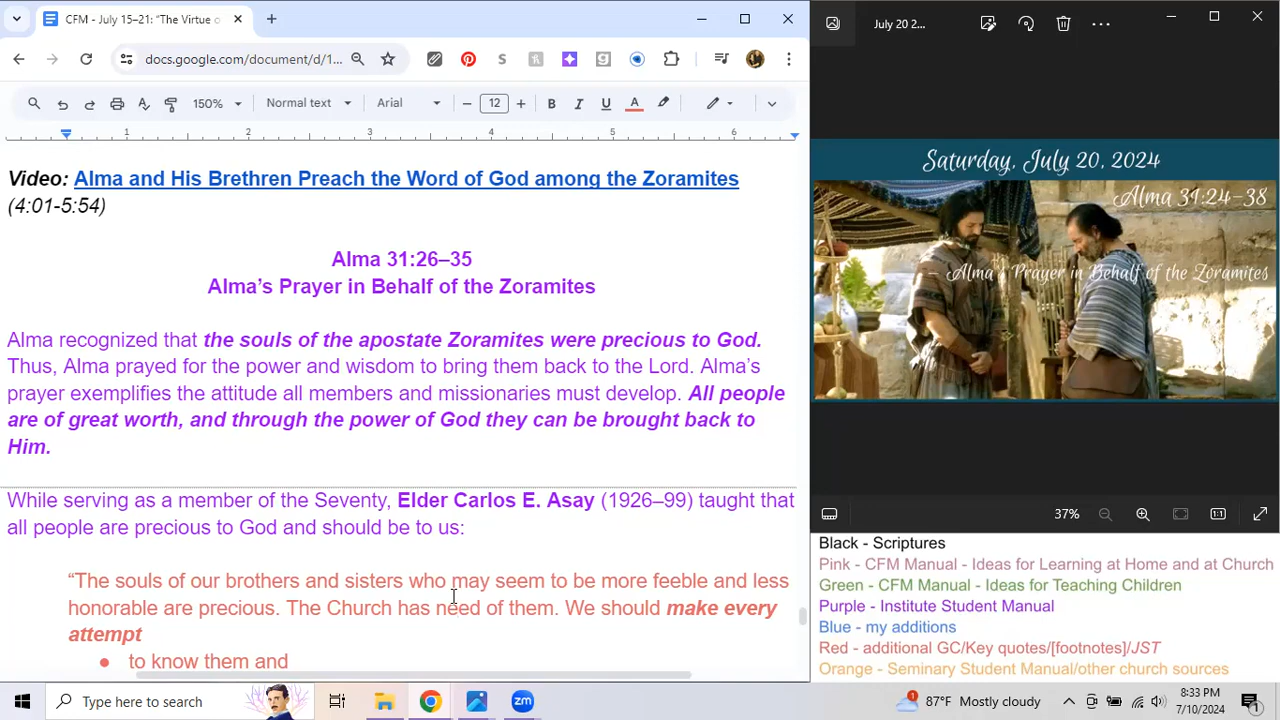 CFM - July 15–21: “The Virtue o
docs.google.com/document/d/1...
150%
Normal text
Arial
12
B
I
U
A
1
2
3
4
5
6
Video: Alma and His Brethren Preach the Word of God among the Zoramites
(4:01-5:54)
Alma 31:26–35
Alma’s Prayer in Behalf of the Zoramites
Alma recognized that the souls of the apostate Zoramites were precious to God.
Thus, Alma prayed for the power and wisdom to bring them back to the Lord. Alma’s
prayer exemplifies the attitude all members and missionaries must develop. All people
are of great worth, and through the power of God they can be brought back to
Him.
While serving as a member of the Seventy, Elder Carlos E. Asay (1926–99) taught that
all people are precious to God and should be to us:
“The souls of our brothers and sisters who may seem to be more feeble and less
honorable are precious. The Church has need of them. We should make every
attempt
● to know them and
July 20 2...
Saturday, July 20, 2024
Alma 31:24–38
– Alma's Prayer in Behalf of the Zoramites
37%
1:1
Black - Scriptures
Pink - CFM Manual - Ideas for Learning at Home and at Church
Green - CFM Manual - Ideas for Teaching Children
Purple - Institute Student Manual
Blue - my additions
Red - additional GC/Key quotes/[footnotes]/JST
Orange - Seminary Student Manual/other church sources
Type here to search
zm
87°F Mostly cloudy
8:33 PM
7/10/2024
1